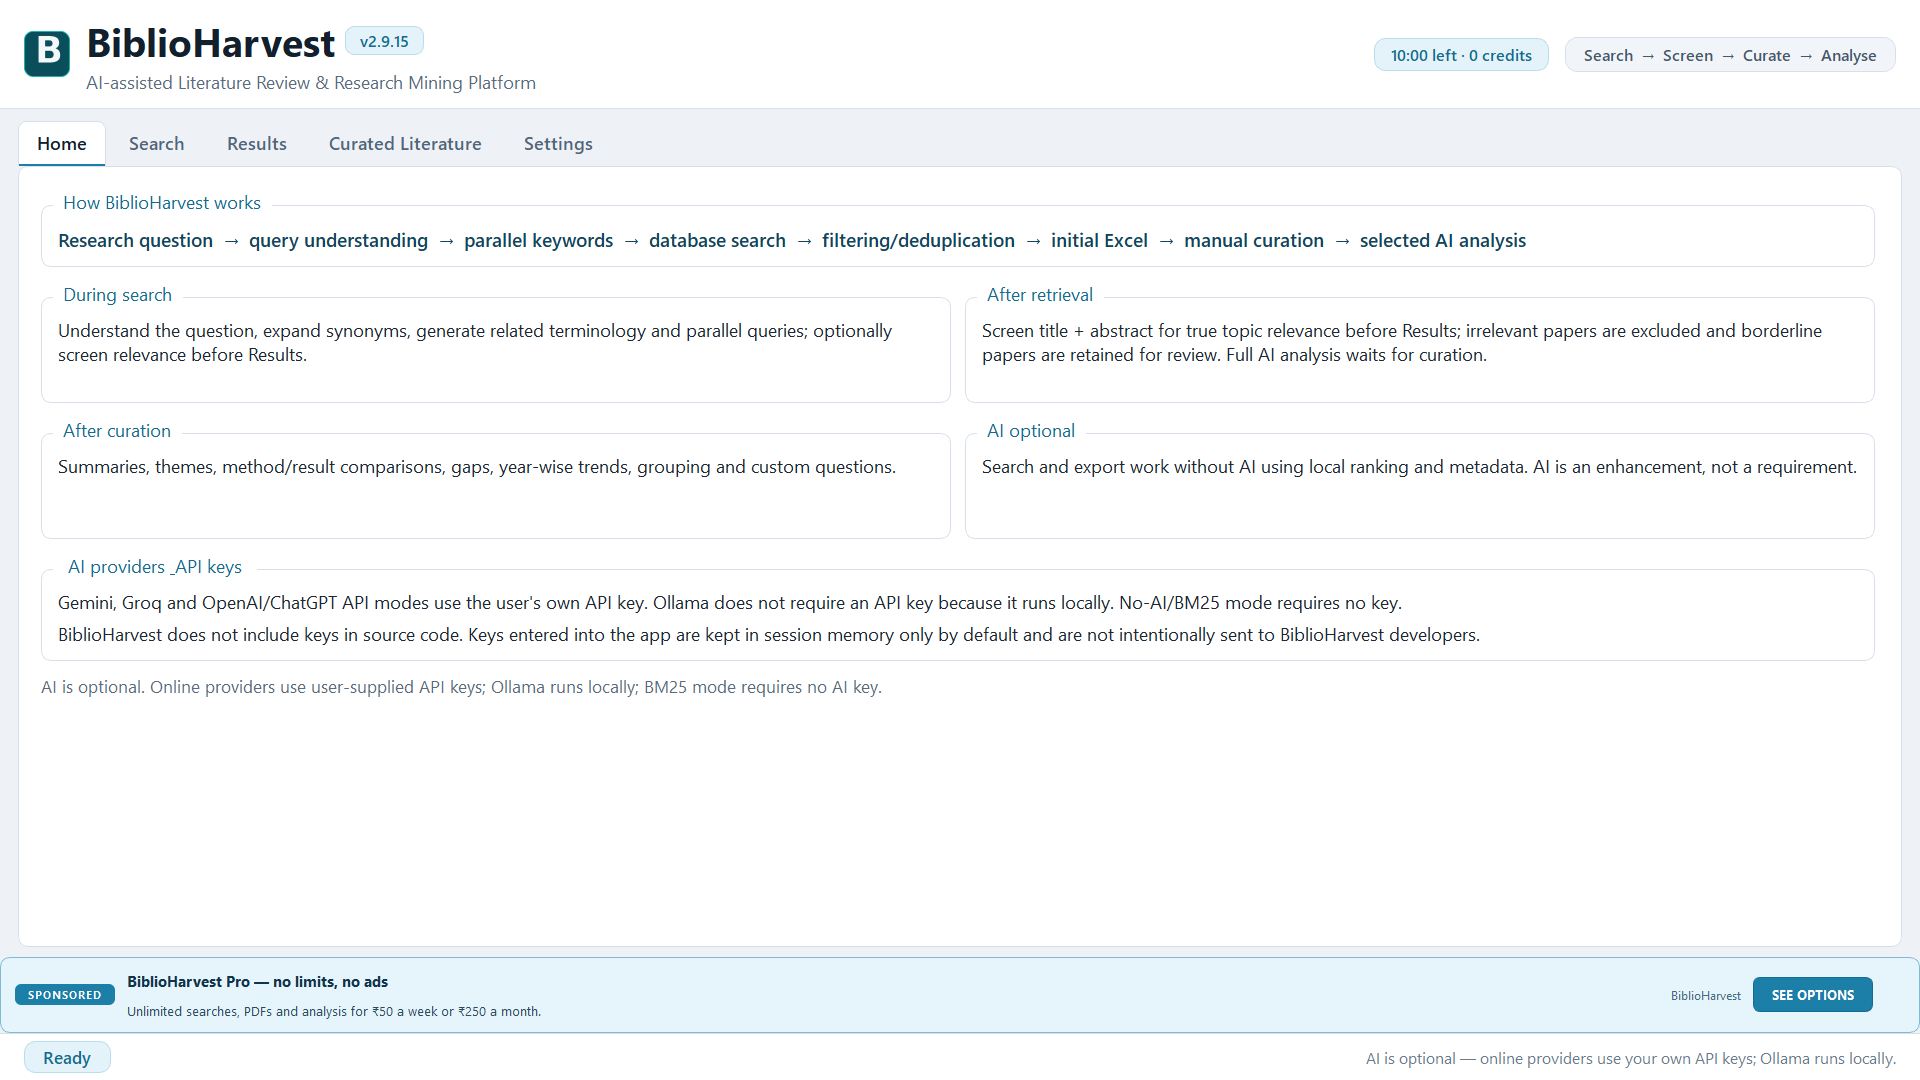 B
BiblioHarvest v2.9.15
AI-assisted Literature Review & Research Mining Platform
10:00 left · 0 credits
Search → Screen → Curate → Analyse
Home
Search
Results
Curated Literature
Settings
How BiblioHarvest works
Research question → query understanding → parallel keywords → database search → filtering/deduplication → initial Excel → manual curation → selected AI analysis
During search
Understand the question, expand synonyms, generate related terminology and parallel queries; optionally
screen relevance before Results.
After retrieval
Screen title + abstract for true topic relevance before Results; irrelevant papers are excluded and borderline
papers are retained for review. Full AI analysis waits for curation.
After curation
Summaries, themes, method/result comparisons, gaps, year-wise trends, grouping and custom questions.
AI optional
Search and export work without AI using local ranking and metadata. AI is an enhancement, not a requirement.
AI providers _API keys
Gemini, Groq and OpenAI/ChatGPT API modes use the user's own API key. Ollama does not require an API key because it runs locally. No-AI/BM25 mode requires no key.
BiblioHarvest does not include keys in source code. Keys entered into the app are kept in session memory only by default and are not intentionally sent to BiblioHarvest developers.
AI is optional. Online providers use user-supplied API keys; Ollama runs locally; BM25 mode requires no AI key.
SPONSORED
BiblioHarvest Pro — no limits, no ads
Unlimited searches, PDFs and analysis for ₹50 a week or ₹250 a month.
BiblioHarvest
SEE OPTIONS
Ready
AI is optional — online providers use your own API keys; Ollama runs locally.